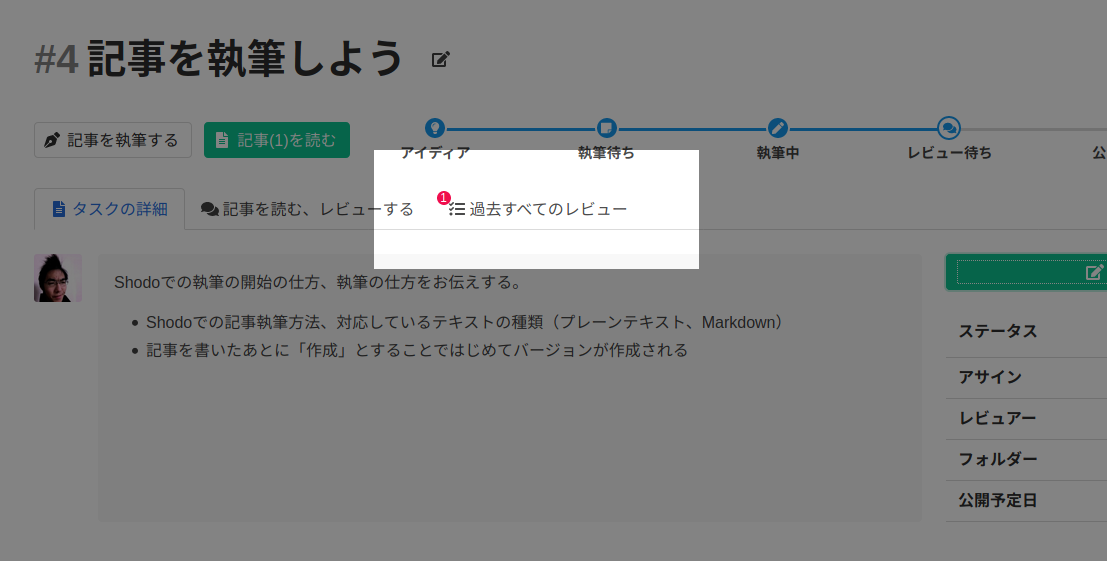 #4 記事を執筆しよう
記事を執筆する
記事(1)を読む
アイディア
執筆待ち
執筆中
レビュー待ち
公
タスクの詳細
記事を読む、レビューする
1
過去すべてのレビュー
Shodoでの執筆の開始の仕方、執筆の仕方をお伝えする。
Shodoでの記事執筆方法、対応しているテキストの種類（プレーンテキスト、Markdown）
記事を書いたあとに「作成」とすることではじめてバージョンが作成される
ステータス
アサイン
レビュアー
フォルダー
公開予定日